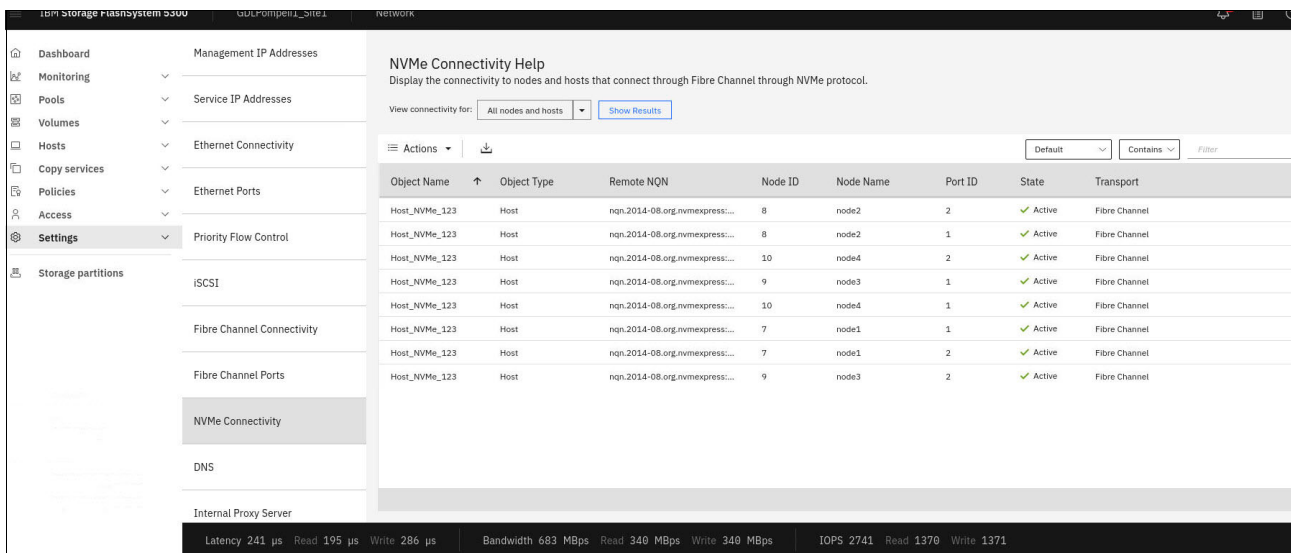 IBM Storage FlashSystem 5300 GDLPompeii_Site1 Network
Dashboard
Monitoring
Pools
Volumes
Hosts
Copy services
Policies
Access
Settings
Storage partitions
Management IP Addresses
Service IP Addresses
Ethernet Connectivity
Ethernet Ports
Priority Flow Control
iSCSI
Fibre Channel Connectivity
Fibre Channel Ports
NVMe Connectivity
DNS
Internal Proxy Server
NVMe Connectivity Help
Display the connectivity to nodes and hosts that connect through Fibre Channel through NVMe protocol.
View connectivity for: All nodes and hosts Show Results
Actions Default Contains Filter
Object Name Object Type Remote NQN Node ID Node Name Port ID State Transport
Host_NVMe_123 Host nqn.2014-08.org.nvmexpress:... 8 node2 2 Active Fibre Channel
Host_NVMe_123 Host nqn.2014-08.org.nvmexpress:... 8 node2 1 Active Fibre Channel
Host_NVMe_123 Host nqn.2014-08.org.nvmexpress:... 10 node4 2 Active Fibre Channel
Host_NVMe_123 Host nqn.2014-08.org.nvmexpress:... 9 node3 1 Active Fibre Channel
Host_NVMe_123 Host nqn.2014-08.org.nvmexpress:... 10 node4 1 Active Fibre Channel
Host_NVMe_123 Host nqn.2014-08.org.nvmexpress:... 7 node1 1 Active Fibre Channel
Host_NVMe_123 Host nqn.2014-08.org.nvmexpress:... 7 node1 2 Active Fibre Channel
Host_NVMe_123 Host nqn.2014-08.org.nvmexpress:... 9 node3 2 Active Fibre Channel
Latency 241 µs Read 195 µs Write 286 µs Bandwidth 683 MBps Read 340 MBps Write 340 MBps IOPS 2741 Read 1370 Write 1371